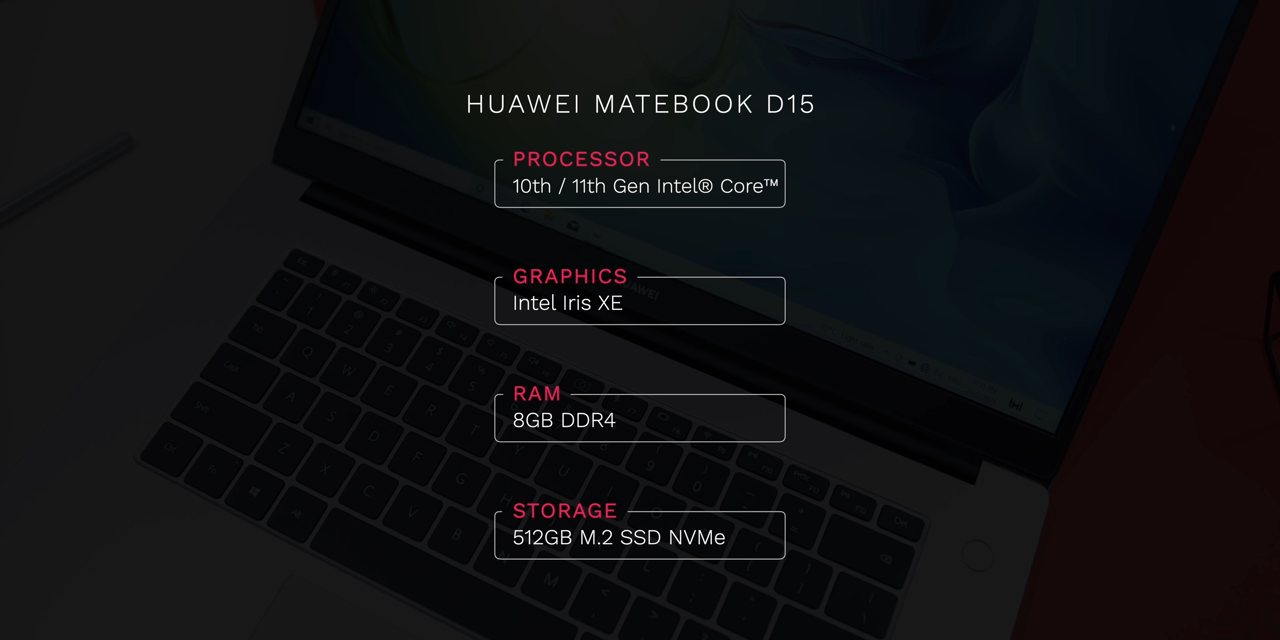 HUAWEI MATEBOOK D15
PROCESSOR
10th / 11th Gen Intel® Core™
GRAPHICS
Intel Iris XE
RAM
8GB DDR4
STORAGE
512GB M.2 SSD NVMe